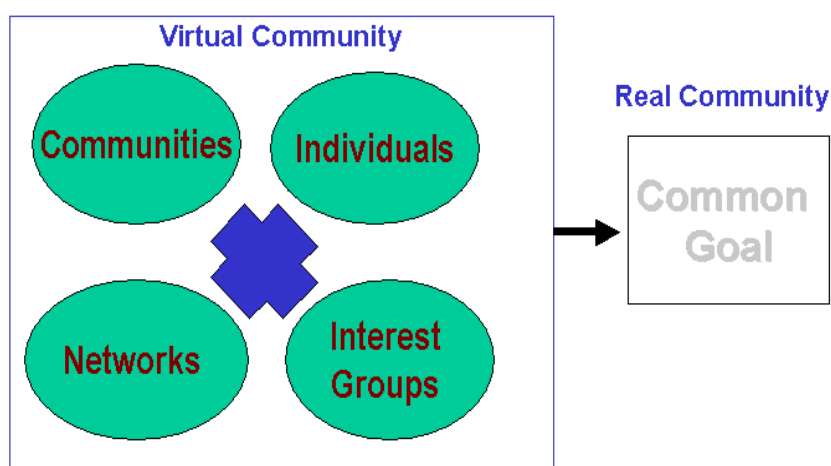 Virtual Community
Communities
Individuals
Networks
Interest
Groups
Real Community
Common
Goal